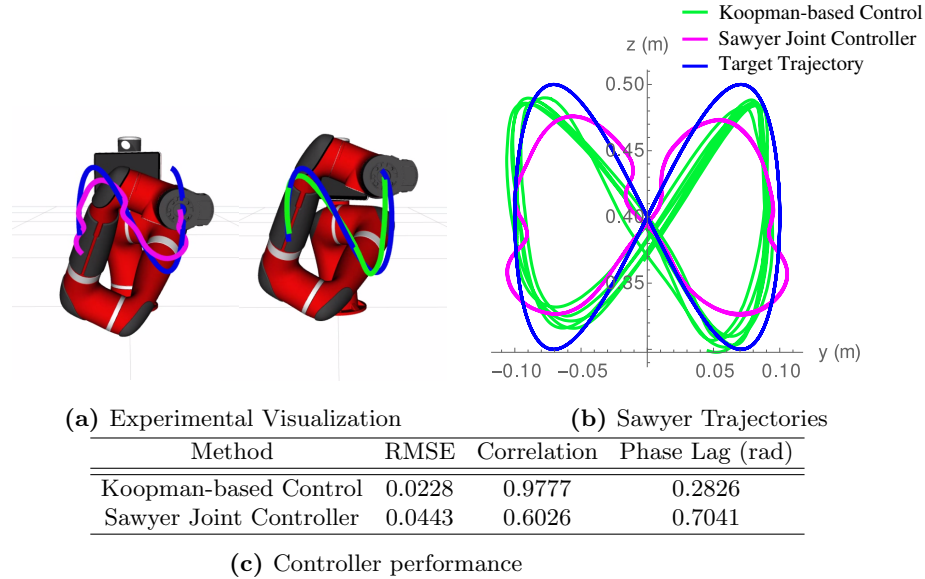 Koopman-based Control
Sawyer Joint Controller
Target Trajectory
z (m)
0.50
0.45
0.40
0.35
y (m)
−0.10 −0.05 0.05 0.10
(a) Experimental Visualization
(b) Sawyer Trajectories
Method RMSE Correlation Phase Lag (rad)
Koopman-based Control 0.0228 0.9777 0.2826
Sawyer Joint Controller 0.0443 0.6026 0.7041
(c) Controller performance